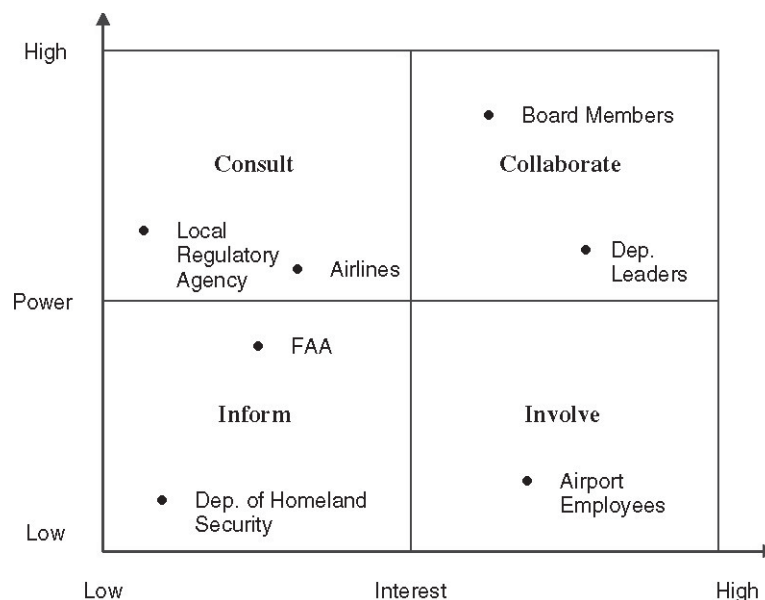 High
Board Members
Consult
Collaborate
Local
Regulatory
Agency
Airlines
Dep.
Leaders
Power
FAA
Inform
Involve
Dep. of Homeland
Security
Airport
Employees
Low
Low
Interest
High